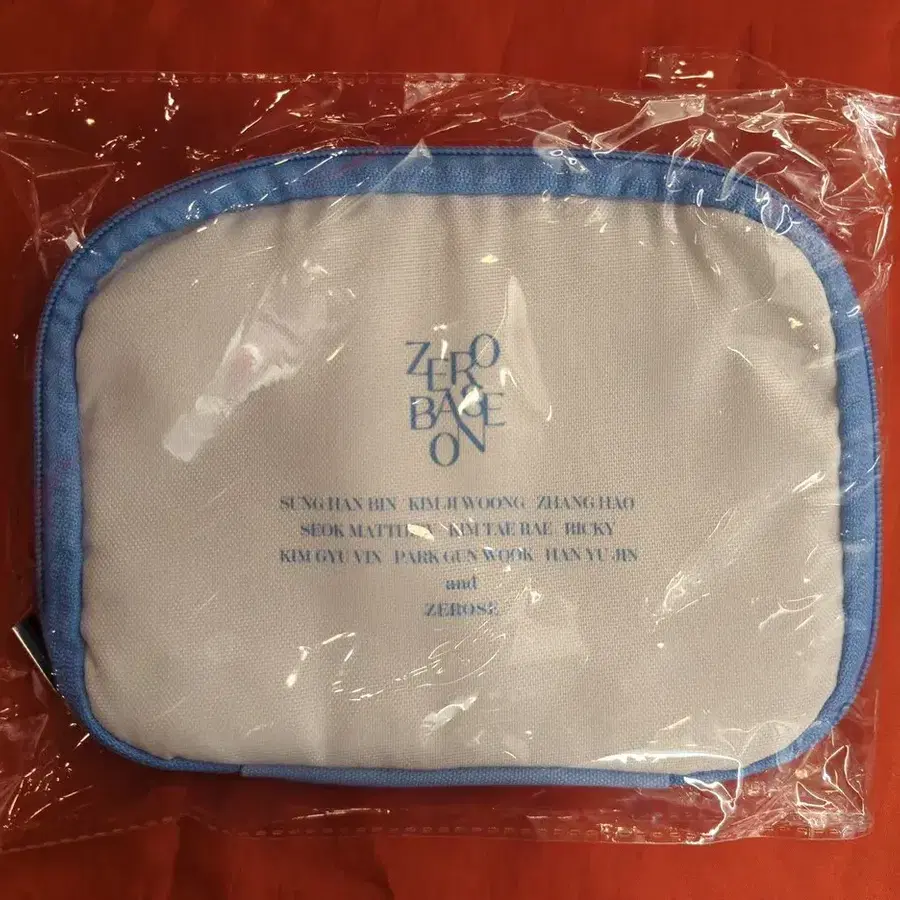 ZERO
BASE
ON
SUNG HAN BIN KIM JI WOONG ZHANG HAO
SEOK MATTHEW KIM TAE RAE RICKY
KIM GYU VIN PARK GUN WOOK HAN YU JIN
and
ZEROSE